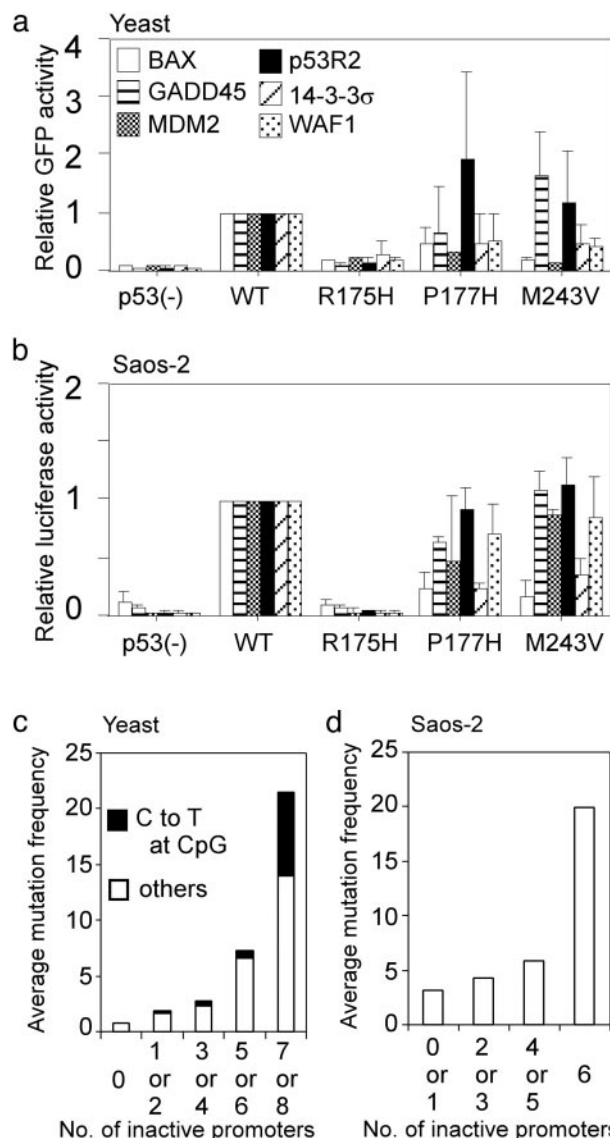 a Yeast
Relative GFP activity
4
3
2
1
0
BAX p53R2
GADD45 14-3-3σ
MDM2 WAF1
p53(-) WT R175H P177H M243V
b Saos-2
Relative luciferase activity
2
1
0
p53(-) WT R175H P177H M243V
c Yeast
Average mutation frequency
25
20
15
10
5
0
C to T
at CpG
others
0 1 or 2 3 or 4 5 or 6 7 or 8
No. of inactive promoters
d Saos-2
Average mutation frequency
25
20
15
10
5
0
0 or 1 2 or 3 4 or 5 6
No. of inactive promoters